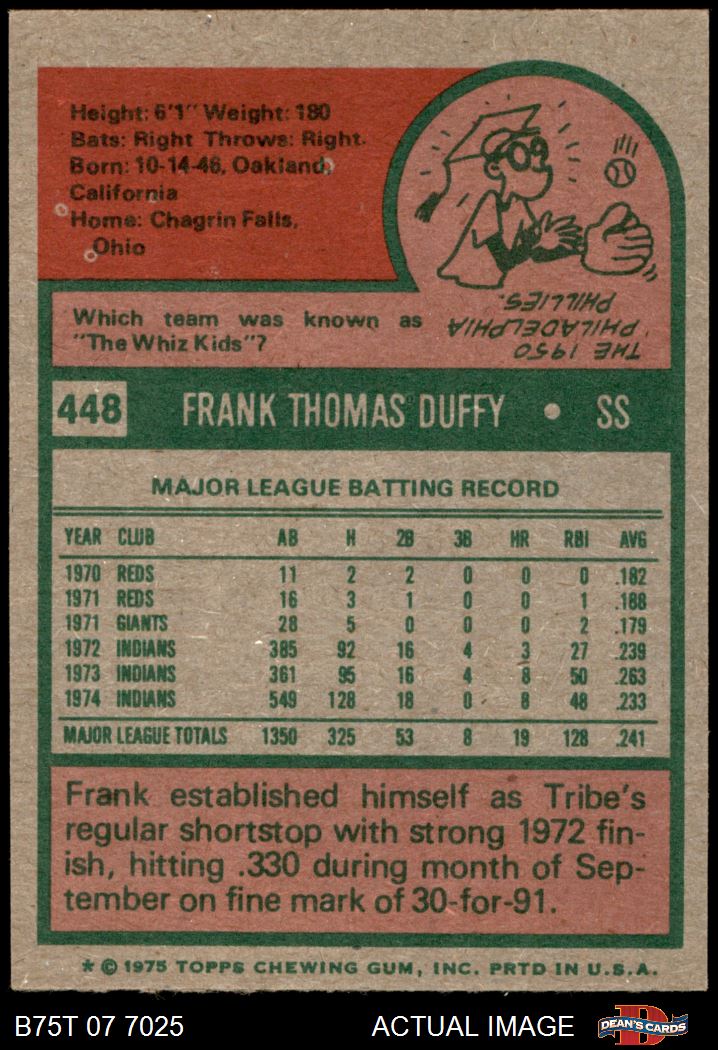 Height: 6'1" Weight: 180
Bats: Right Throws: Right
Born: 10-14-46, Oakland,
California
Home: Chagrin Falls,
Ohio
Which team was known as
"The Whiz Kids"?
THE 1950
PHILADELPHIA
PHILLIES.
448 FRANK THOMAS DUFFY • SS
MAJOR LEAGUE BATTING RECORD
YEAR CLUB AB H 2B 3B HR RBI AVG
1970 REDS 11 2 2 0 0 0 .182
1971 REDS 16 3 1 0 0 1 .188
1971 GIANTS 28 5 0 0 0 2 .179
1972 INDIANS 385 92 16 4 3 27 .239
1973 INDIANS 361 95 16 4 8 50 .263
1974 INDIANS 549 128 18 0 8 48 .233
MAJOR LEAGUE TOTALS 1350 325 53 8 19 128 .241
Frank established himself as Tribe's
regular shortstop with strong 1972 fin-
ish, hitting .330 during month of Sep-
tember on fine mark of 30-for-91.
* © 1975 TOPPS CHEWING GUM, INC. PRTD IN U.S.A.
B75T 07 7025 ACTUAL IMAGE D DEAN'S CARDS